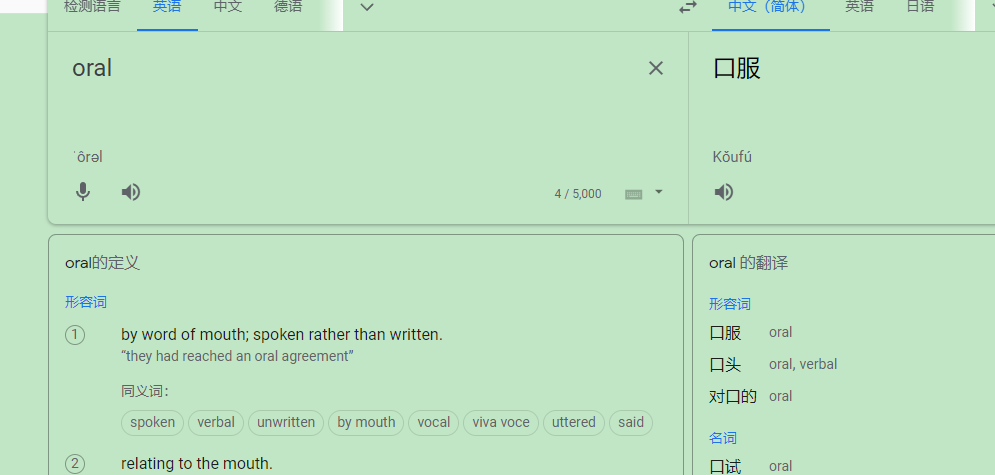 检测语言 英语 中文 德语
中文（简体） 英语 日语
oral
口服
ˈôrəl
Kǒufú
4 / 5,000
oral的定义
形容词
1 by word of mouth; spoken rather than written.
“they had reached an oral agreement”
同义词：
spoken verbal unwritten by mouth vocal viva voce uttered said
2 relating to the mouth.
oral 的翻译
形容词
口服 oral
口头 oral, verbal
对口的 oral
名词
口试 oral